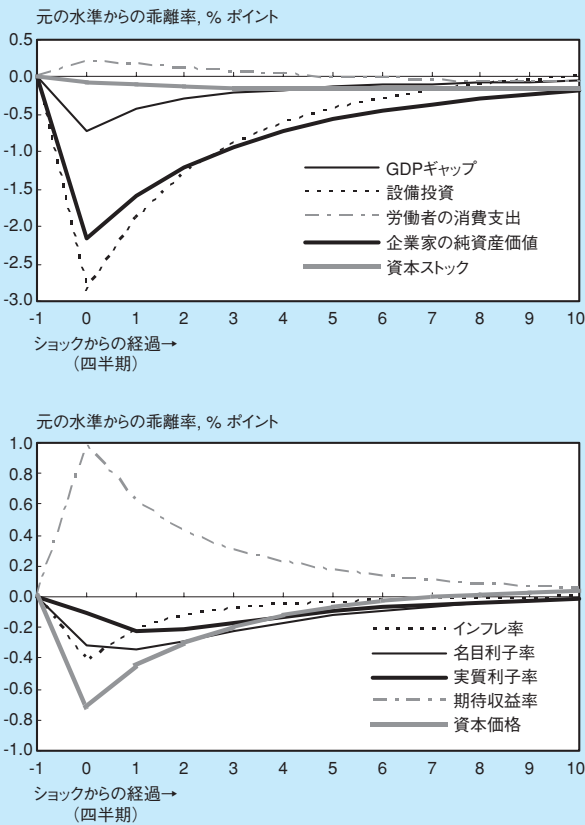 元の水準からの乖離率, % ポイント
0.5
0.0
-0.5
-1.0
-1.5
-2.0
-2.5
-3.0
GDPギャップ
設備投資
労働者の消費支出
企業家の純資産価値
資本ストック
-1 0 1 2 3 4 5 6 7 8 9 10
ショックからの経過→
(四半期)
元の水準からの乖離率, % ポイント
1.0
0.8
0.6
0.4
0.2
0.0
-0.2
-0.4
-0.6
-0.8
-1.0
インフレ率
名目利子率
実質利子率
期待収益率
資本価格
-1 0 1 2 3 4 5 6 7 8 9 10
ショックからの経過→
(四半期)